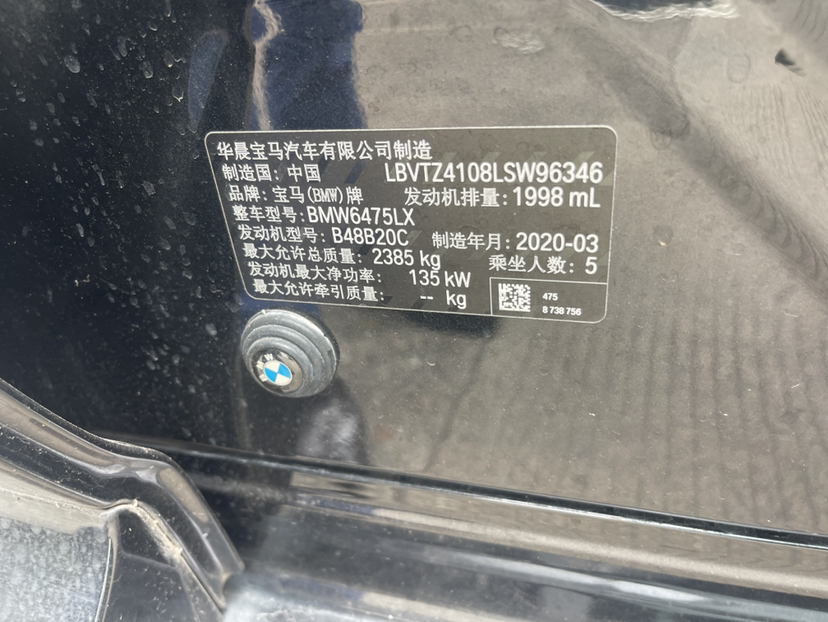 华晨宝马汽车有限公司制造
制造国: 中国 LBVTZ4108LSW96346
品牌: 宝马(BMW)牌 发动机排量: 1998 mL
整车型号: BMW6475LX
发动机型号: B48B20C 制造年月: 2020-03
最大允许总质量: 2385 kg 乘坐人数: 5
发动机最大净功率: 135 kW
最大允许牵引质量: -- kg
475
8 738 756
BMW